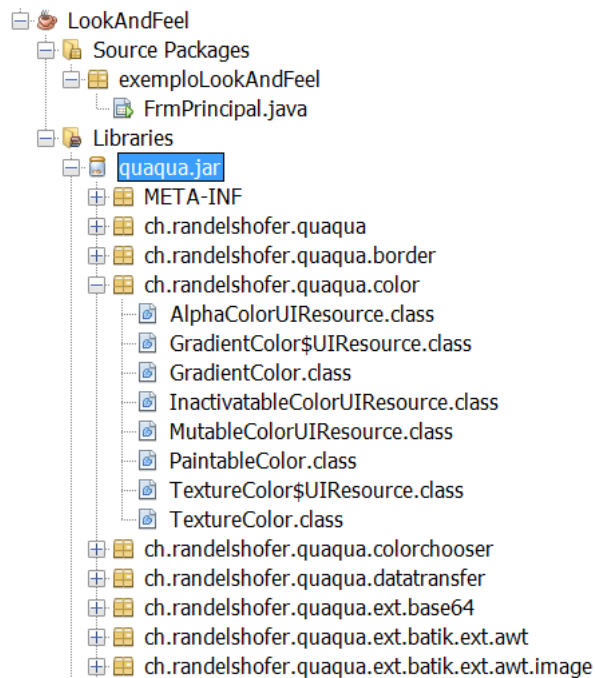 LookAndFeel
Source Packages
exemploLookAndFeel
FrmPrincipal.java
Libraries
quaqua.jar
META-INF
ch.randelshofer.quaqua
ch.randelshofer.quaqua.border
ch.randelshofer.quaqua.color
AlphaColorUIResource.class
GradientColor$UIResource.class
GradientColor.class
InactivatableColorUIResource.class
MutableColorUIResource.class
PaintableColor.class
TextureColor$UIResource.class
TextureColor.class
ch.randelshofer.quaqua.colorchooser
ch.randelshofer.quaqua.datatransfer
ch.randelshofer.quaqua.ext.base64
ch.randelshofer.quaqua.ext.batik.ext.awt
ch.randelshofer.quaqua.ext.batik.ext.awt.image